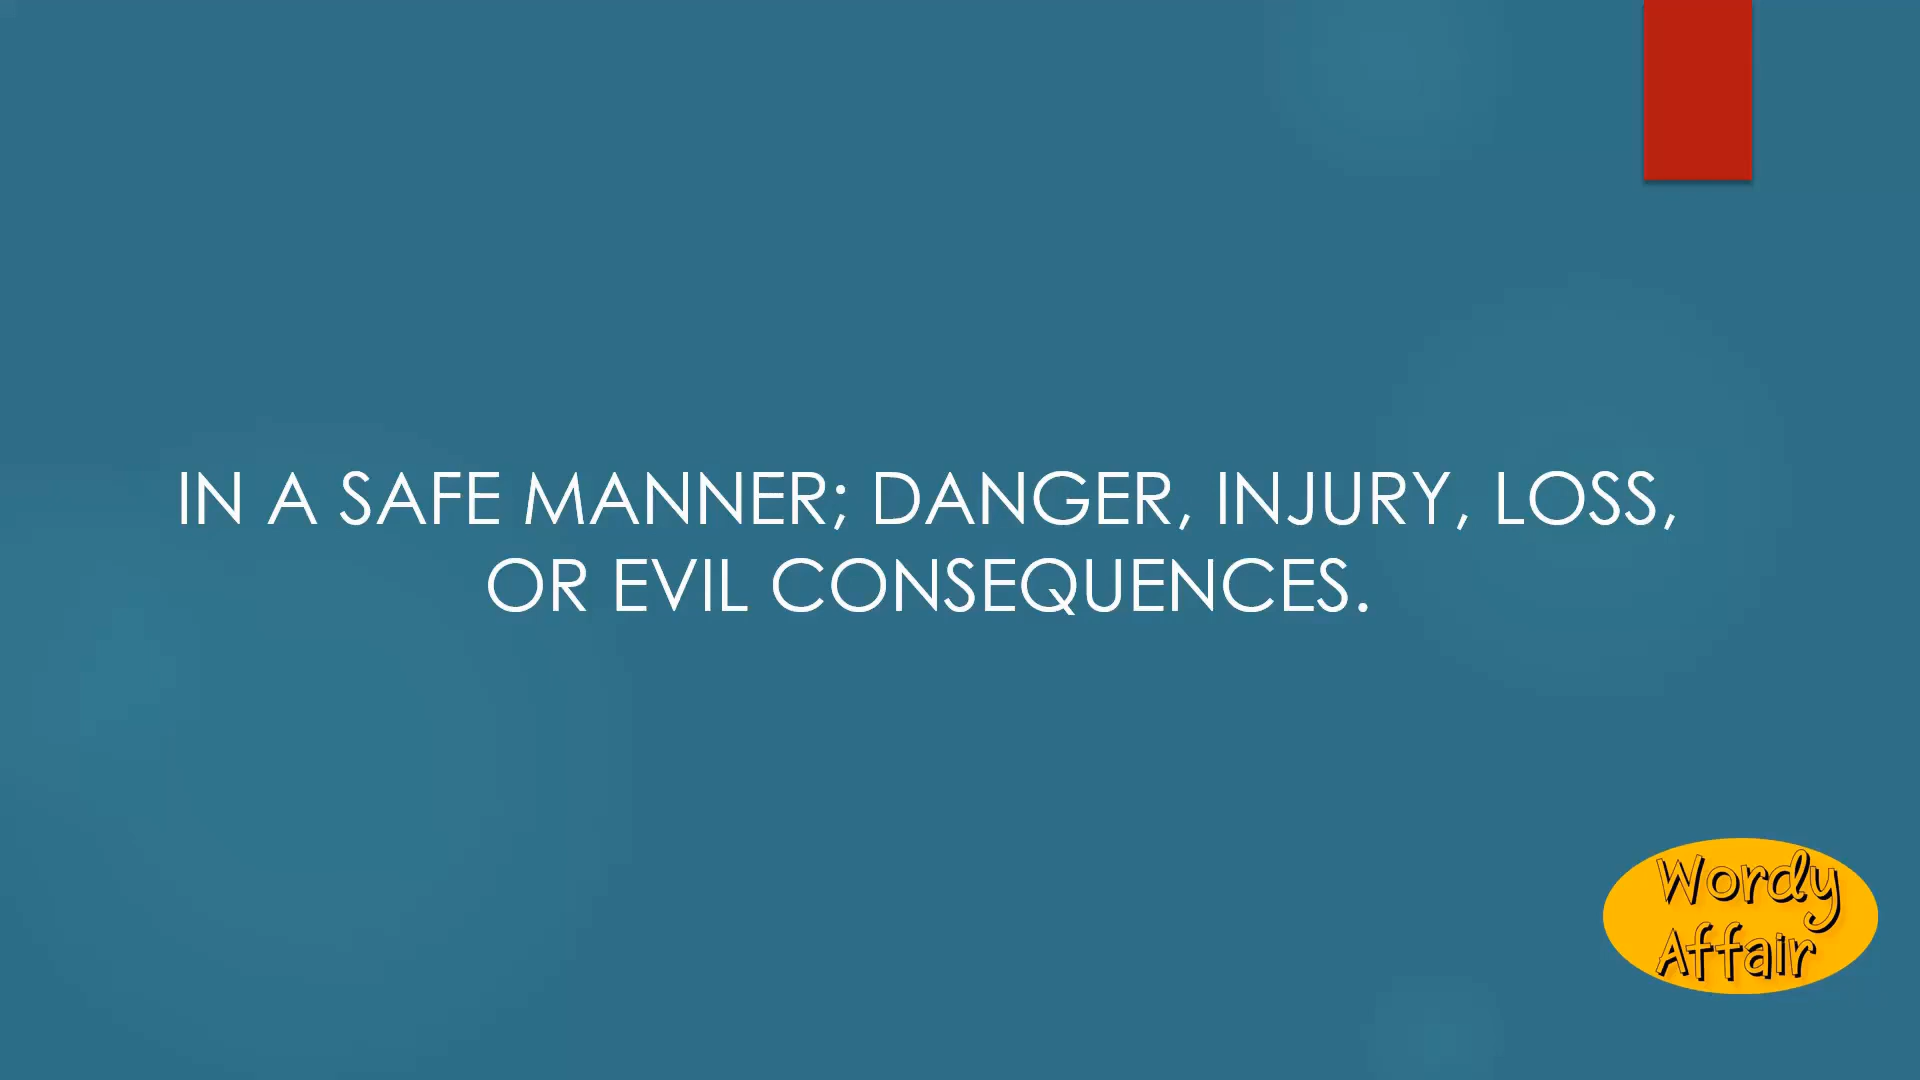 IN A SAFE MANNER; DANGER, INJURY, LOSS,
OR EVIL CONSEQUENCES.
Wordy
Affair